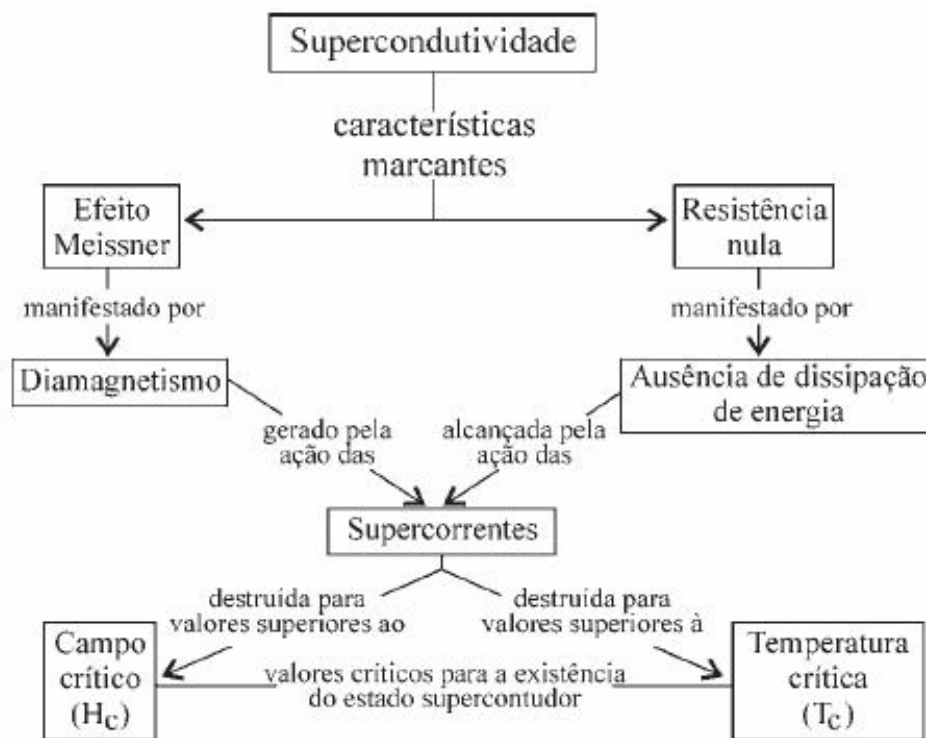 Supercondutividade
característícas
marcantes
Efeito
Meissner
Resistência
nula
manifestado por
manifestado por
Diamagnetismo
Ausência de dissipação
de energia
gerado pela
ação das
alcançada pela
ação das
Supercorrentes
destruída para
valores superiores ao
destruída para
valores superiores à
Campo
crítico
(Hc)
valores críticos para a existência
do estado supercontudor
Temperatura
crítica
(Tc)